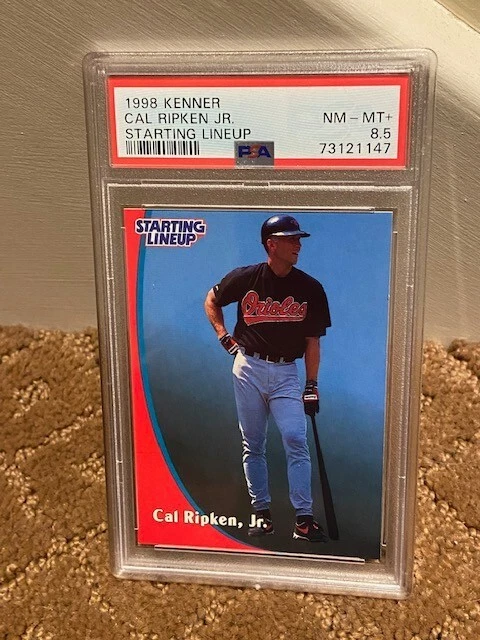 1998 KENNER
CAL RIPKEN JR. NM - MT+
STARTING LINEUP 8.5
PSA 73121147
STARTING
LINEUP
Orioles
Cal Ripken, Jr.